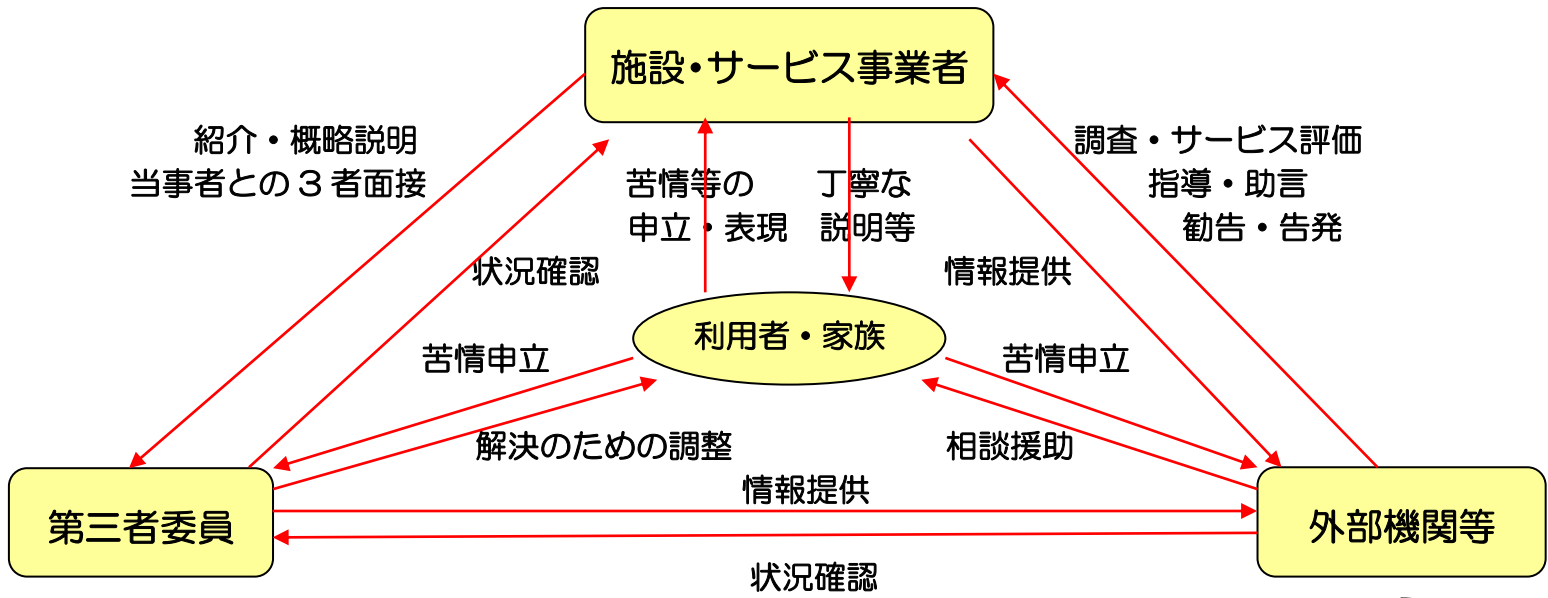 施設・サービス事業者
紹介・概略説明
当事者との３者面接
苦情等の
申立・表現
丁寧な
説明等
調査・サービス評価
指導・助言
勧告・告発
状況確認
情報提供
利用者・家族
苦情申立
苦情申立
解決のための調整
相談援助
情報提供
第三者委員
外部機関等
状況確認